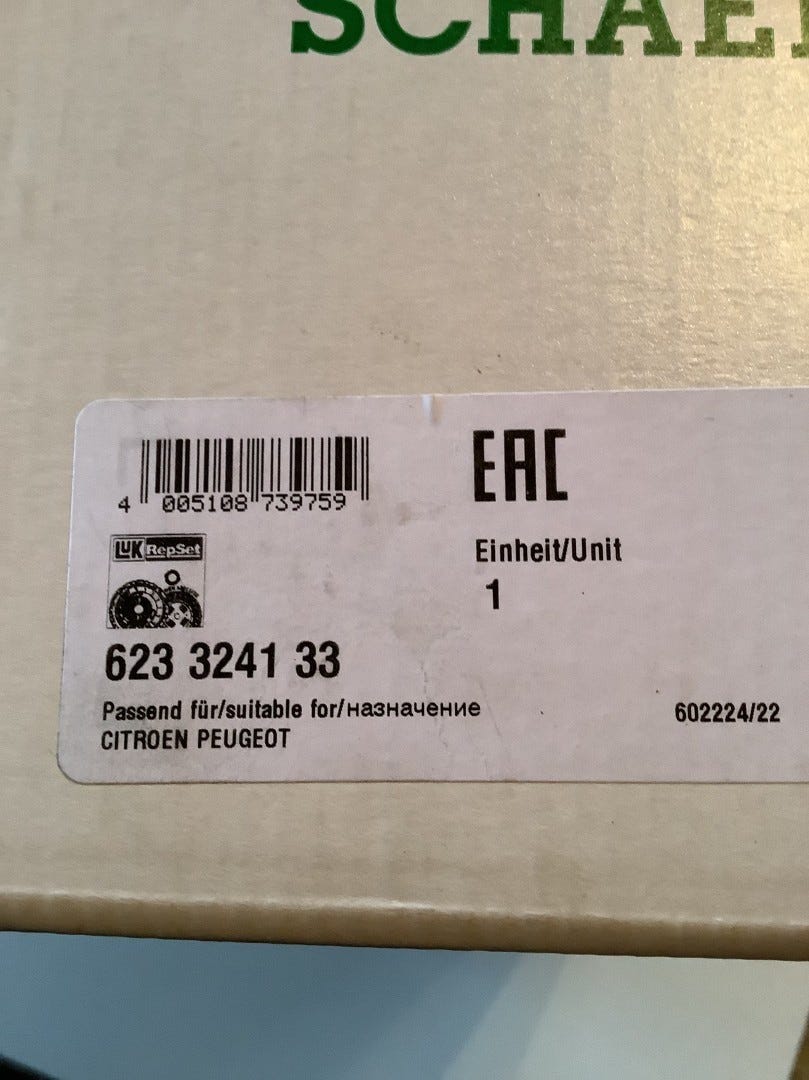 SCHAE
4 005108 739759
EAC
LuK RepSet
Einheit/Unit
1
623 3241 33
Passend für/suitable for/назначение
602224/22
CITROEN PEUGEOT